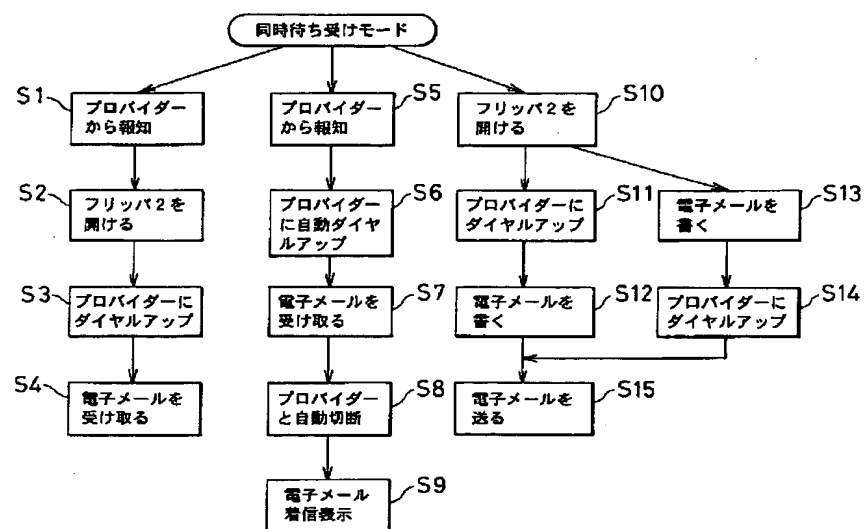 同時待ち受けモード
S1
プロバイダー
から報知
S2
フリッパ2を
開ける
S3
プロバイダーに
ダイヤルアップ
S4
電子メールを
受け取る
S5
プロバイダー
から報知
S6
プロバイダー
に自動ダイヤ
ルアップ
S7
電子メールを
受け取る
S8
プロバイダー
と自動切断
S9
電子メール
着信表示
S10
フリッパ2を
開ける
S11
プロバイダーに
ダイヤルアップ
S12
電子メールを
書く
S13
電子メールを
書く
S14
プロバイダーに
ダイヤルアップ
S15
電子メールを
送る